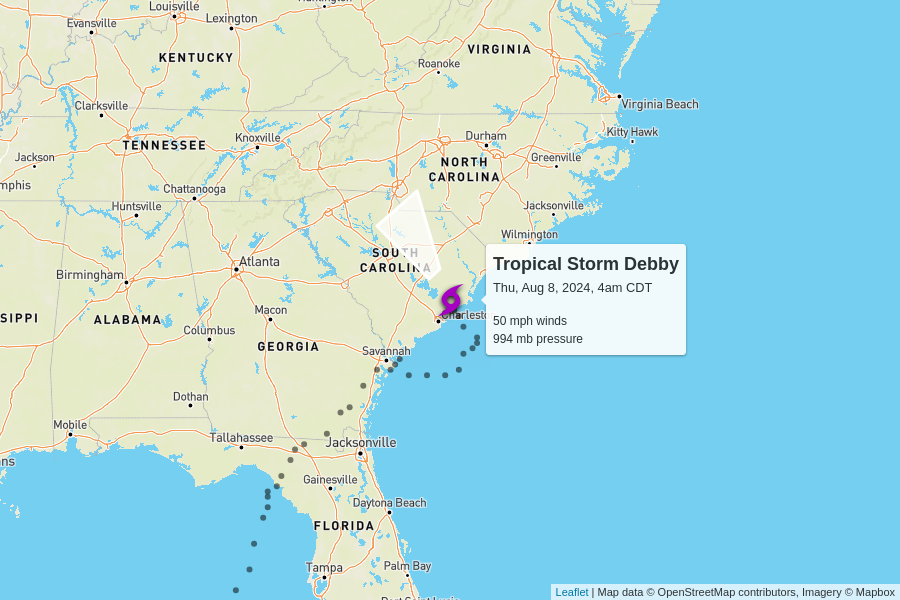 Louisville
Huntington
Evansville
Lexington
VIRGINIA
KENTUCKY
Roanoke
Clarksville
Virginia Beach
Durham
Kitty Hawk
Knoxville
TENNESSEE
Jackson
NORTH
CAROLINA
Greenville
mphis
Chattanooga
Huntsville
Jacksonville
Wilmington
SOUTH
CAROLINA
Atlanta
Birmingham
Tropical Storm Debby
Thu, Aug 8, 2024, 4am CDT
50 mph winds
994 mb pressure
SIPPI
ALABAMA
Macon
Charlesto
Columbus
GEORGIA
Savannah
Dothan
Mobile
Tallahassee
Jacksonville
ns
Gainesville
Daytona Beach
FLORIDA
Tampa
Palm Bay
Leaflet | Map data © OpenStreetMap contributors, Imagery © Mapbox